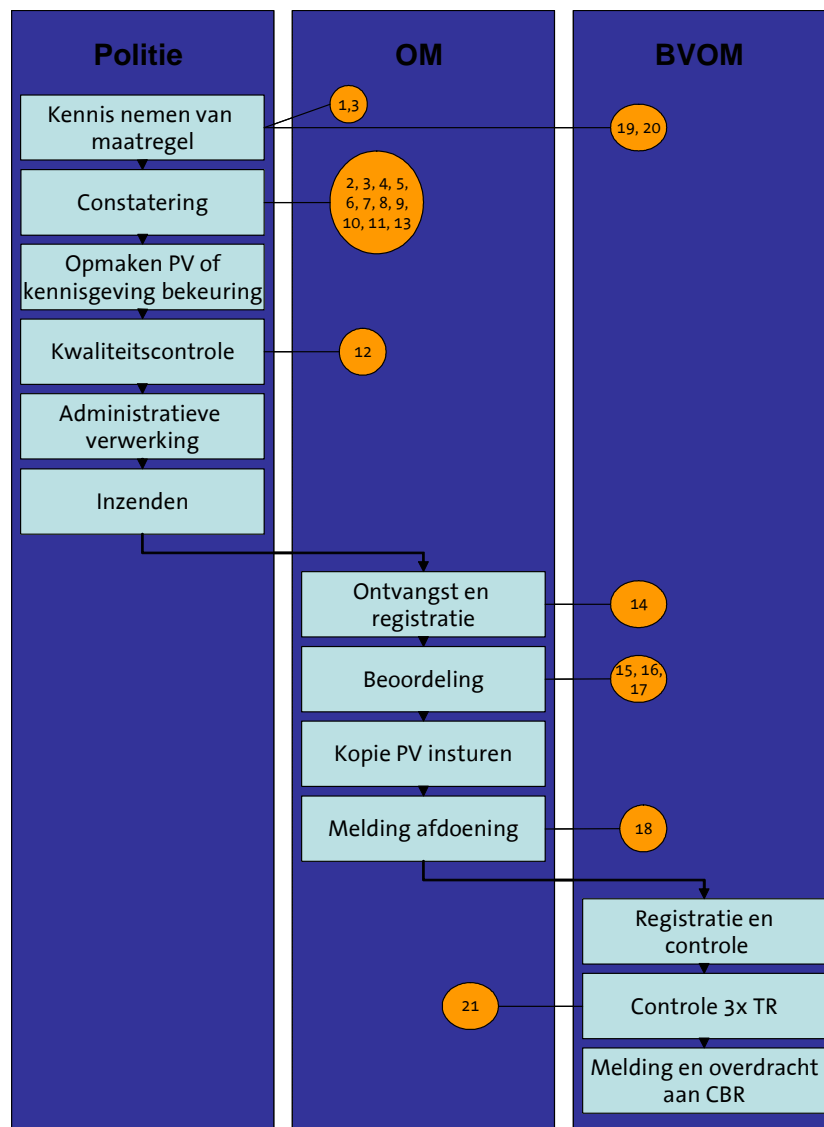 Politie
OM
BVOM
Kennis nemen van
maatregel
1,3
19, 20
Constatering
2, 3, 4, 5,
6, 7, 8, 9,
10, 11, 13
Opmaken PV of
kennisgeving bekeuring
Kwaliteitscontrole
12
Administratieve
verwerking
Inzenden
Ontvangst en
registratie
14
Beoordeling
15, 16,
17
Kopie PV insturen
Melding afdoening
18
Registratie en
controle
21
Controle 3x TR
Melding en overdracht
aan CBR